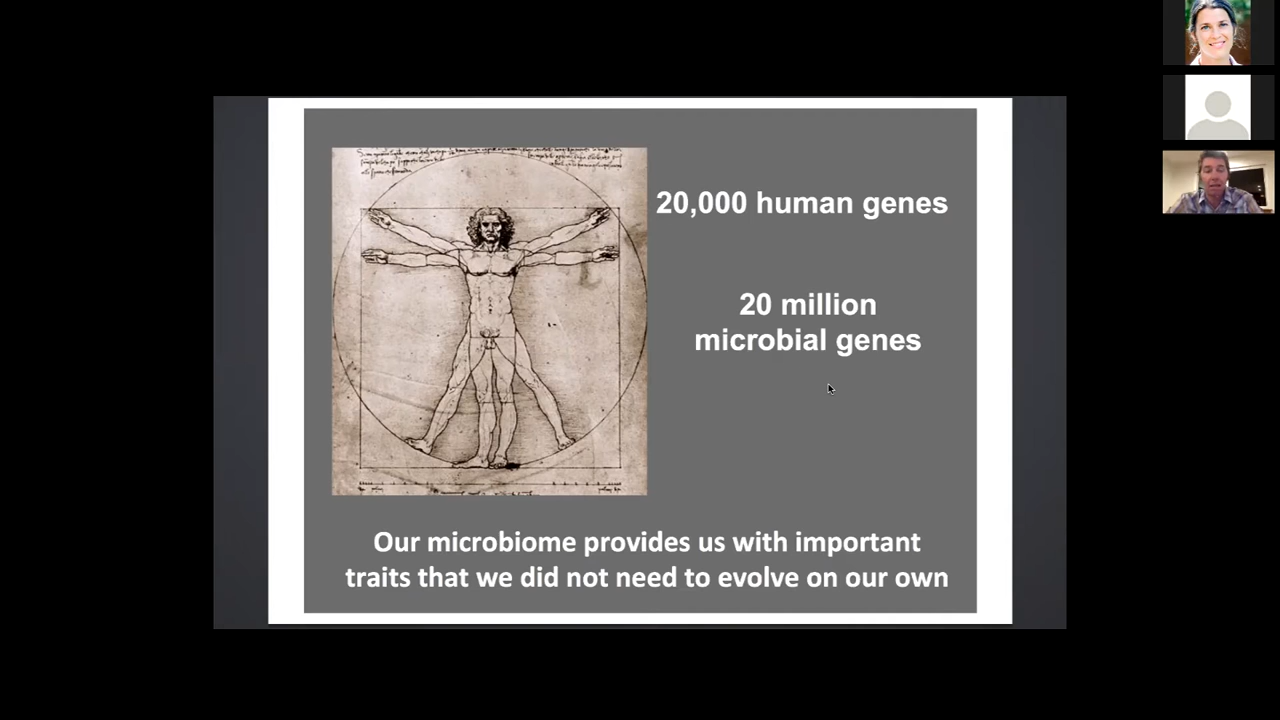 20,000 human genes
20 million
microbial genes
Our microbiome provides us with important
traits that we did not need to evolve on our own